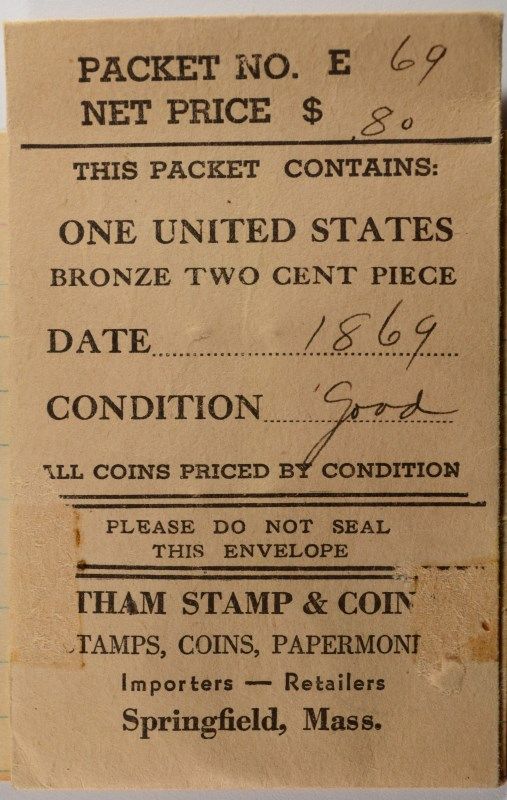 PACKET NO. E 69
NET PRICE $ .80
THIS PACKET CONTAINS:
ONE UNITED STATES
BRONZE TWO CENT PIECE
DATE 1869
CONDITION Good
ALL COINS PRICED BY CONDITION
PLEASE DO NOT SEAL
THIS ENVELOPE
THAM STAMP & COIN
TAMPS, COINS, PAPERMON
Importers — Retailers
Springfield, Mass.